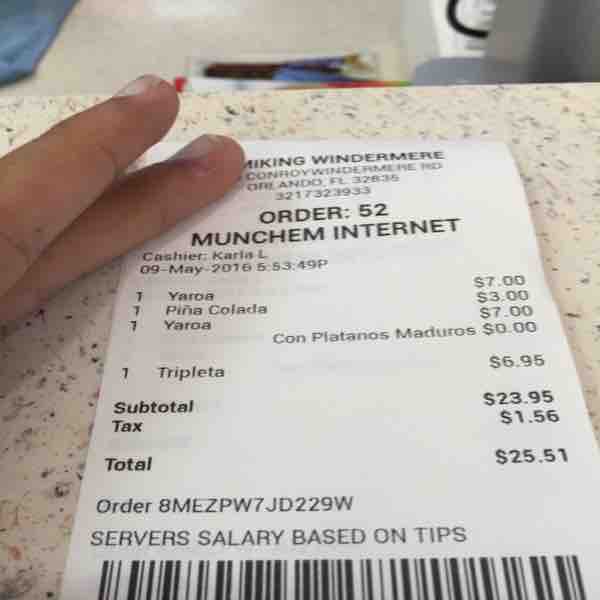 MIKING WINDERMERE
CONROYWINDERMERE RD
ORLANDO, FL 32835
3217323933
ORDER: 52
MUNCHEM INTERNET
Cashier: Karla L
09-May-2016 5:53:49P
1 Yaroa $7.00
1 Piña Colada $3.00
1 Yaroa $7.00
Con Platanos Maduros $0.00
1 Tripleta $6.95
Subtotal $23.95
Tax $1.56
Total $25.51
Order 8MEZPW7JD229W
SERVERS SALARY BASED ON TIPS